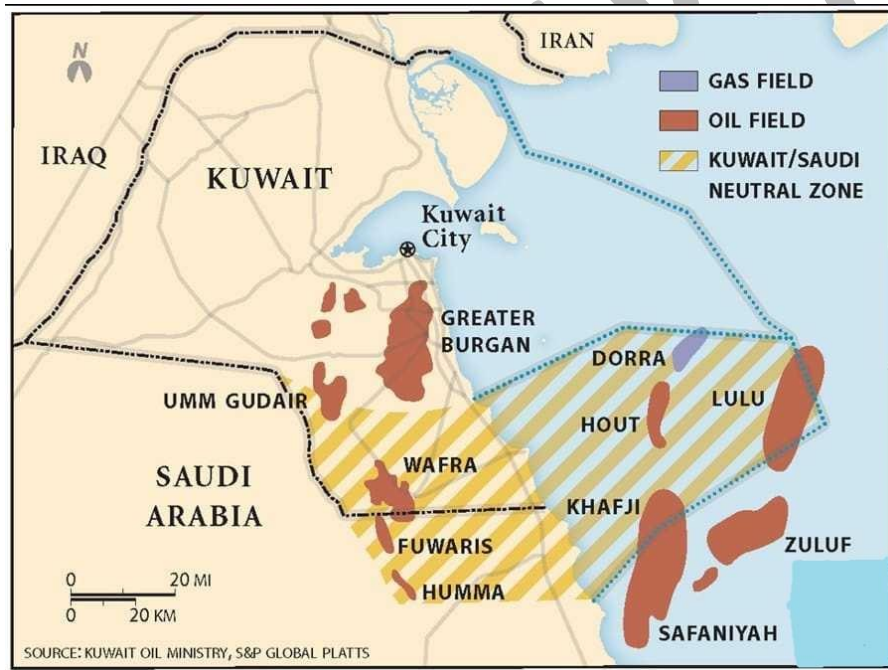 N
IRAN
GAS FIELD
OIL FIELD
KUWAIT/SAUDI
NEUTRAL ZONE
IRAQ
KUWAIT
Kuwait
City
GREATER
BURGAN
DORRA
UMM GUDAIR
LULU
HOUT
WAFRA
SAUDI
ARABIA
KHAFJI
FUWARIS
ZULUF
HUMMA
0 20 MI
0 20 KM
SAFANIYAH
SOURCE: KUWAIT OIL MINISTRY, S&P GLOBAL PLATTS